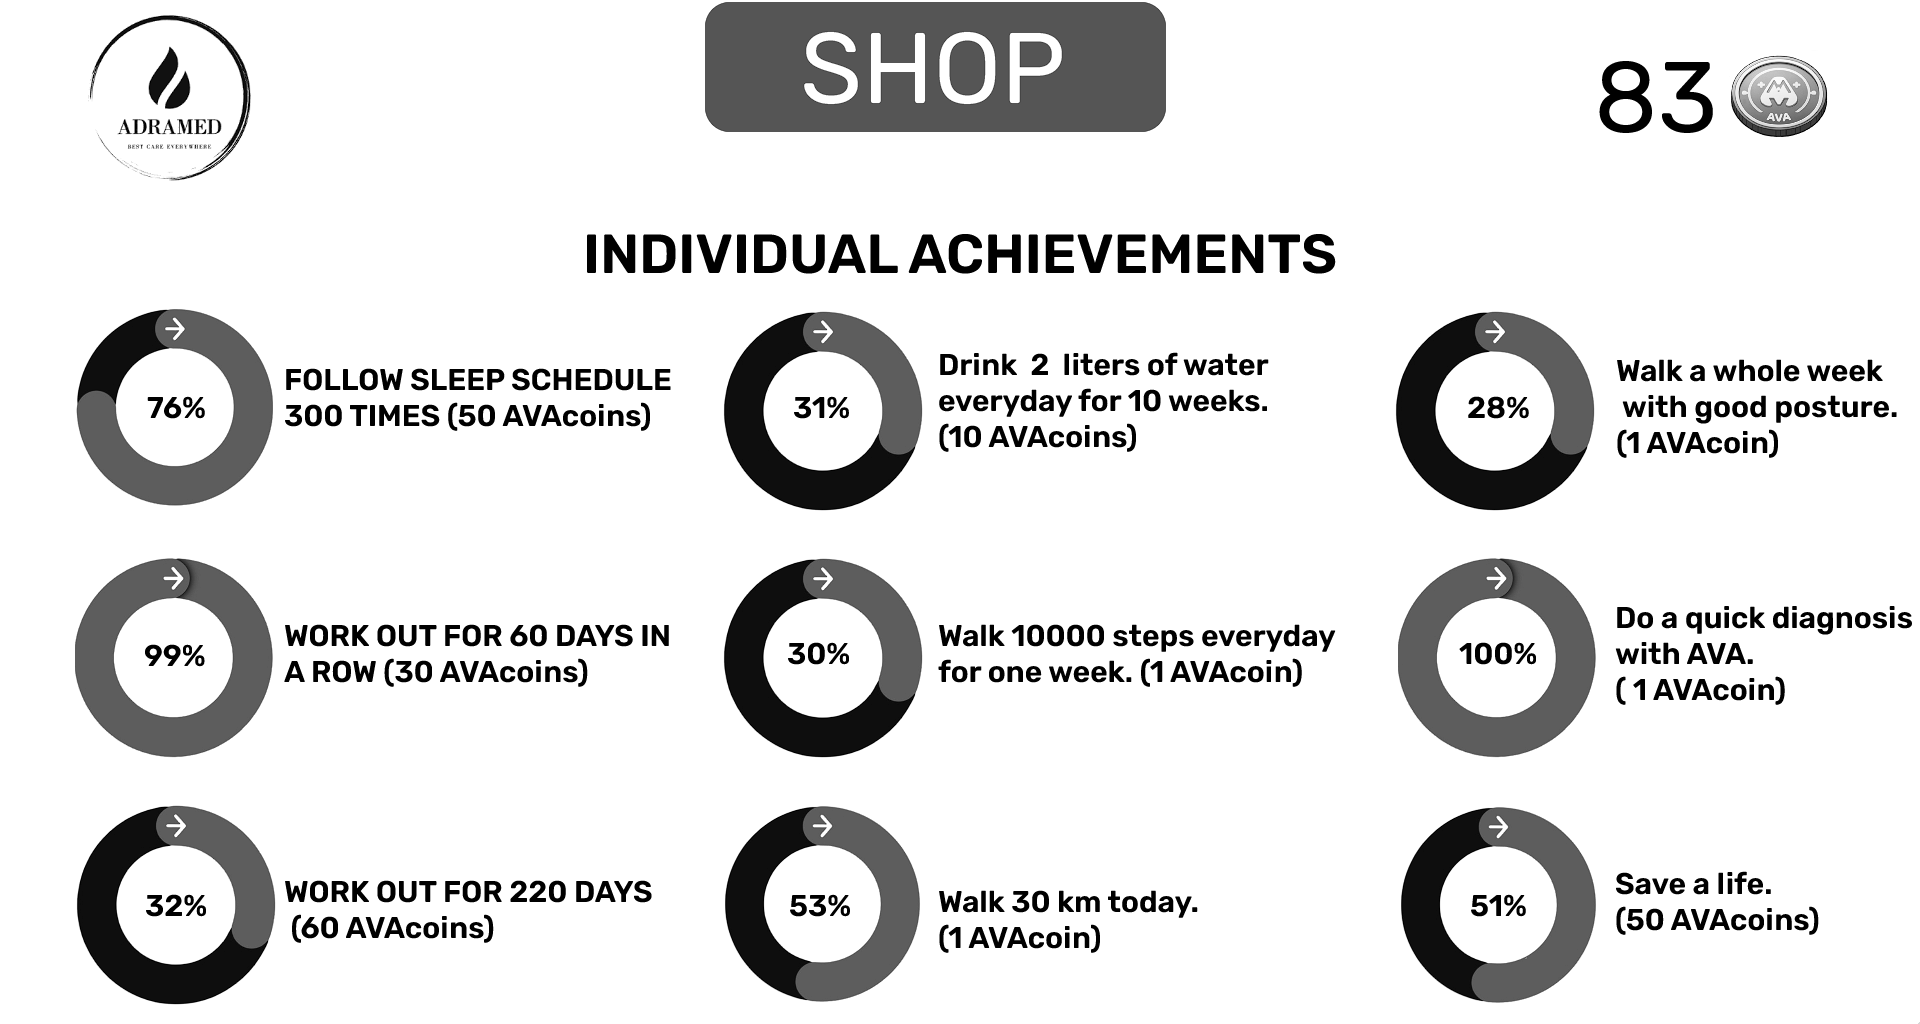 SHOP
ADRAMED
BEST CARE EVERYWHERE
83
AVA
INDIVIDUAL ACHIEVEMENTS
76%
FOLLOW SLEEP SCHEDULE
300 TIMES (50 AVAcoins)
31%
Drink 2 liters of water
everyday for 10 weeks.
(10 AVAcoins)
28%
Walk a whole week
with good posture.
(1 AVAcoin)
99%
WORK OUT FOR 60 DAYS IN
A ROW (30 AVAcoins)
30%
Walk 10000 steps everyday
for one week. (1 AVAcoin)
100%
Do a quick diagnosis
with AVA.
( 1 AVAcoin)
32%
WORK OUT FOR 220 DAYS
(60 AVAcoins)
53%
Walk 30 km today.
(1 AVAcoin)
51%
Save a life.
(50 AVAcoins)